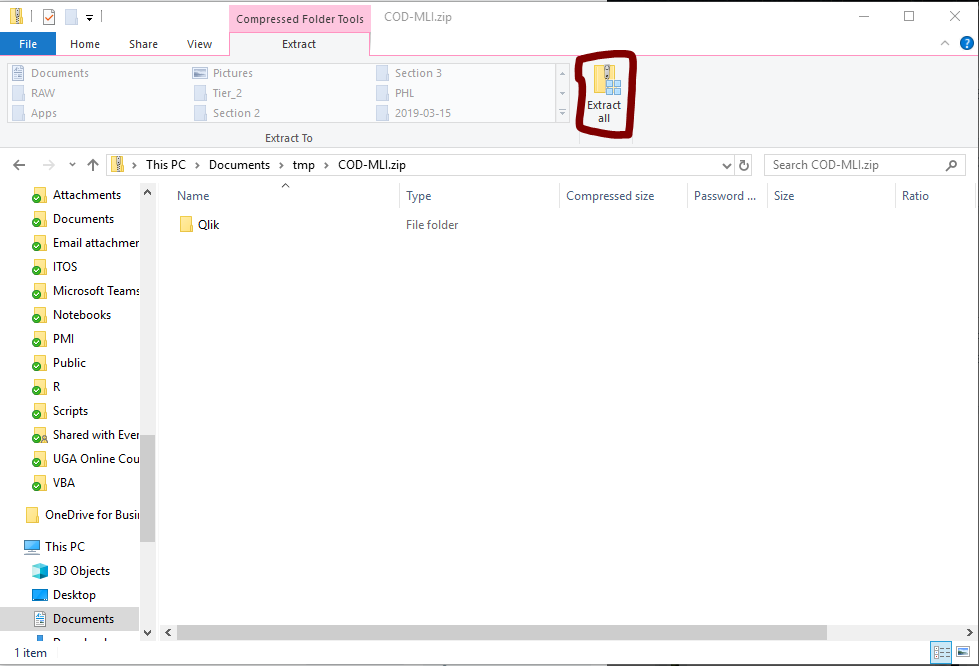 Compressed Folder Tools COD-MLI.zip
File Home Share View Extract
Documents Pictures Section 3
RAW Tier_2 PHL
Apps Section 2 2019-03-15
Extract
all
Extract To
This PC > Documents > tmp > COD-MLI.zip Search COD-MLI.zip
Name Type Compressed size Password ... Size Ratio
Qlik File folder
Attachments
Documents
Email attachmen
ITOS
Microsoft Teams
Notebooks
PMI
Public
R
Scripts
Shared with Ever
UGA Online Cou
VBA
OneDrive for Busi
This PC
3D Objects
Desktop
Documents
1 item